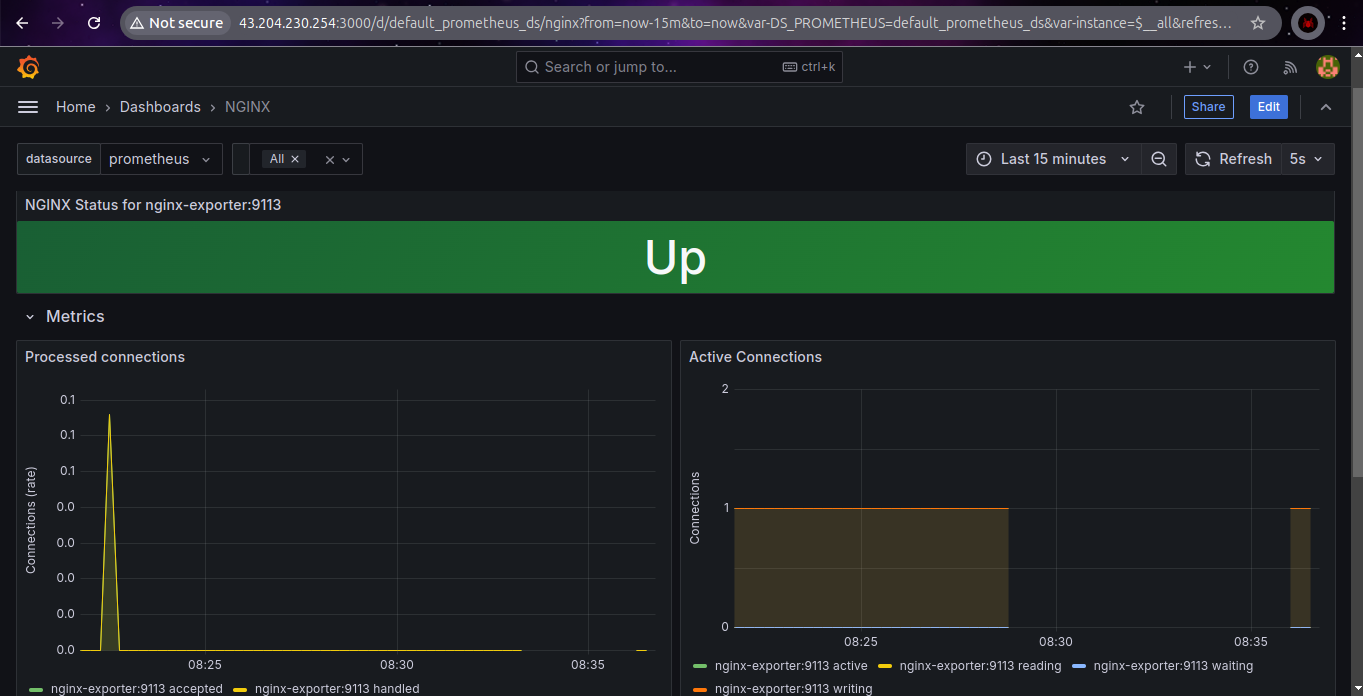 Not secure 43.204.230.254:3000/d/default_prometheus_ds/nginx?from=now-15m&to=now&var-DS_PROMETHEUS=default_prometheus_ds&var-instance=$__all&refres...
Search or jump to... ctrl+k
Home › Dashboards › NGINX
Share Edit
datasource prometheus All Last 15 minutes Refresh 5s
NGINX Status for nginx-exporter:9113
Up
Metrics
Processed connections
Connections (rate)
0.1
0.1
0.1
0.0
0.0
0.0
0.0
0.0
08:25 08:30 08:35
nginx-exporter:9113 accepted nginx-exporter:9113 handled
Active Connections
Connections
2
1
0
08:25 08:30 08:35
nginx-exporter:9113 active nginx-exporter:9113 reading nginx-exporter:9113 waiting
nginx-exporter:9113 writing